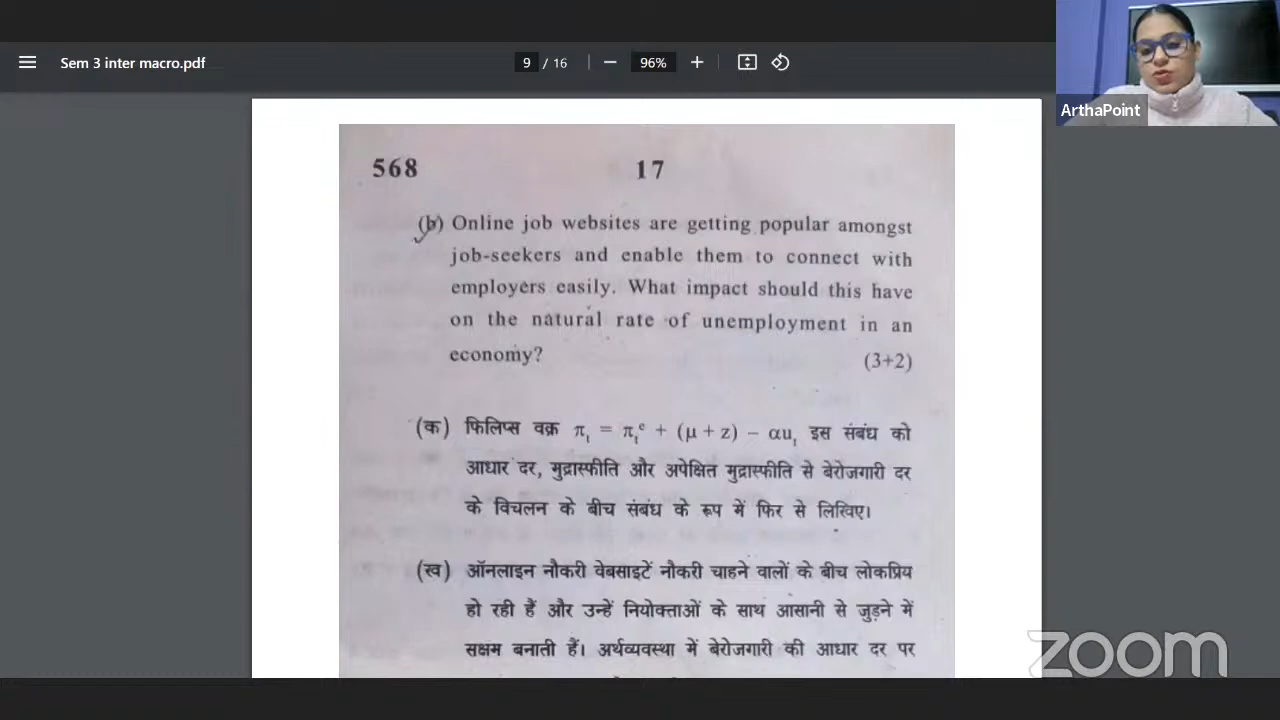 Sem 3 inter macro.pdf
9 / 16
96%
ArthaPoint
568
17
(b) Online job websites are getting popular amongst
job-seekers and enable them to connect with
employers easily. What impact should this have
on the natural rate of unemployment in an
economy?
(3+2)
(क) फिलिप्स वक्र πt = πtᵉ + (μ + z) – αut इस संबंध को
आधार दर, मुद्रास्फीति और अपेक्षित मुद्रास्फीति से बेरोजगारी दर
के विचलन के बीच संबंध के रूप में फिर से लिखिए।
(ख) ऑनलाइन नौकरी वेबसाइटें नौकरी चाहने वालों के बीच लोकप्रिय
हो रही हैं और उन्हें नियोक्ताओं के साथ आसानी से जुड़ने में
सक्षम बनाती हैं। अर्थव्यवस्था में बेरोजगारी की आधार दर पर
zoom